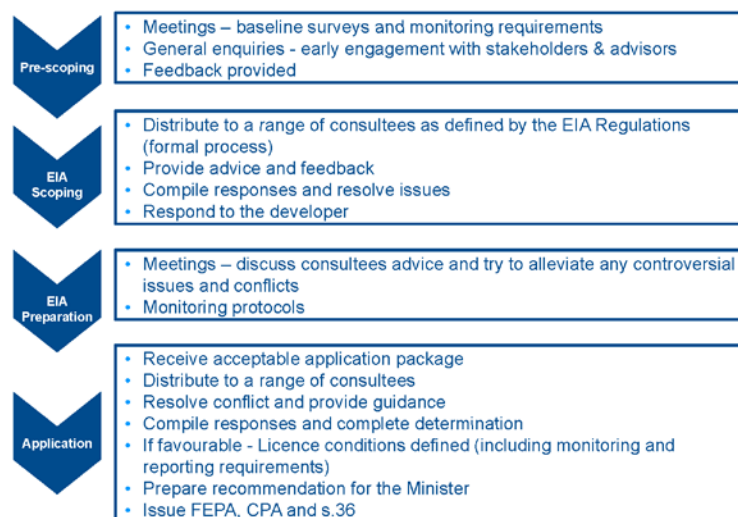 Pre-scoping
• Meetings – baseline surveys and monitoring requirements
• General enquiries - early engagement with stakeholders & advisors
• Feedback provided
EIA
Scoping
• Distribute to a range of consultees as defined by the EIA Regulations
(formal process)
• Provide advice and feedback
• Compile responses and resolve issues
• Respond to the developer
EIA
Preparation
• Meetings – discuss consultees advice and try to alleviate any controversial
issues and conflicts
• Monitoring protocols
Application
• Receive acceptable application package
• Distribute to a range of consultees
• Resolve conflict and provide guidance
• Compile responses and complete determination
• If favourable - Licence conditions defined (including monitoring and
reporting requirements)
• Prepare recommendation for the Minister
• Issue FEPA, CPA and s.36